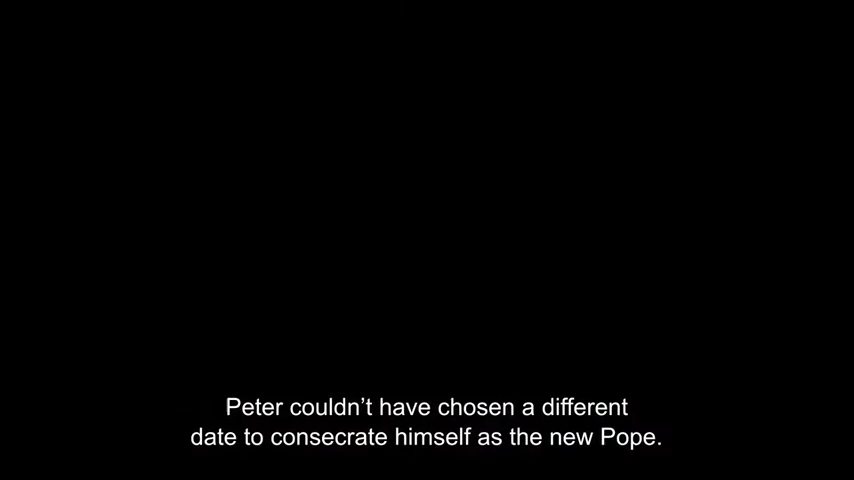 Peter couldn’t have chosen a different
date to consecrate himself as the new Pope.